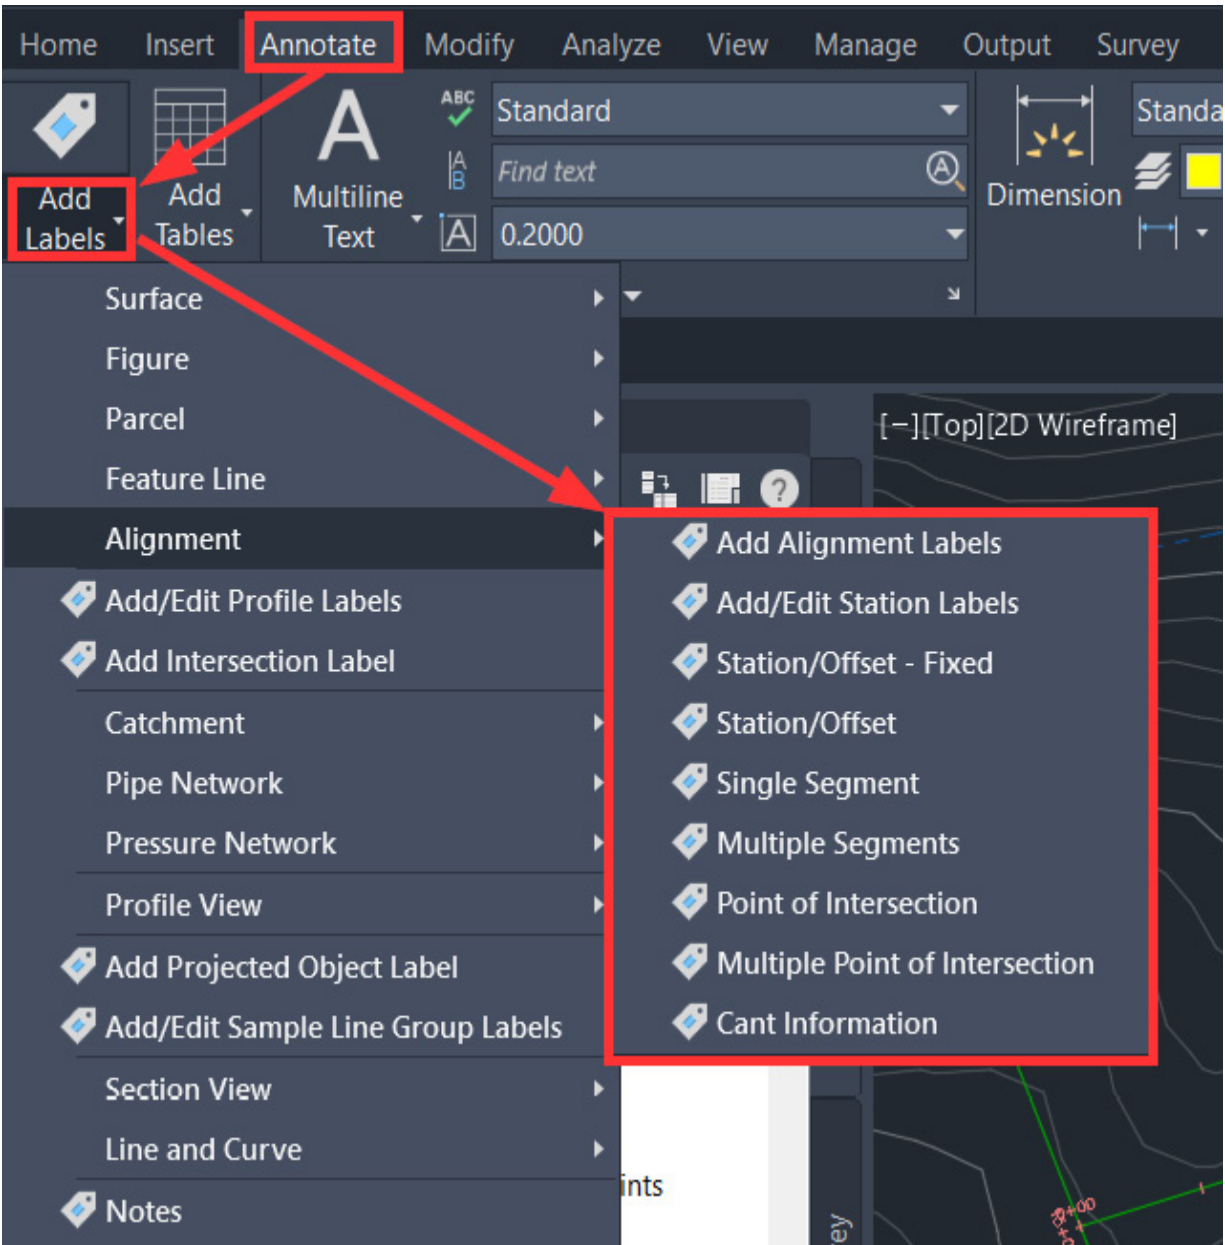 Home Insert Annotate Modify Analyze View Manage Output Survey
ABC
Standard
A
B
Find text
A
A
0.2000
Add Labels
Add Tables
A
Multiline Text
Dimension
Surface
Figure
Parcel
Feature Line
Alignment
Add/Edit Profile Labels
Add Intersection Label
Catchment
Pipe Network
Pressure Network
Profile View
Add Projected Object Label
Add/Edit Sample Line Group Labels
Section View
Line and Curve
Notes
[−][Top][2D Wireframe]
?
Add Alignment Labels
Add/Edit Station Labels
Station/Offset - Fixed
Station/Offset
Single Segment
Multiple Segments
Point of Intersection
Multiple Point of Intersection
Cant Information